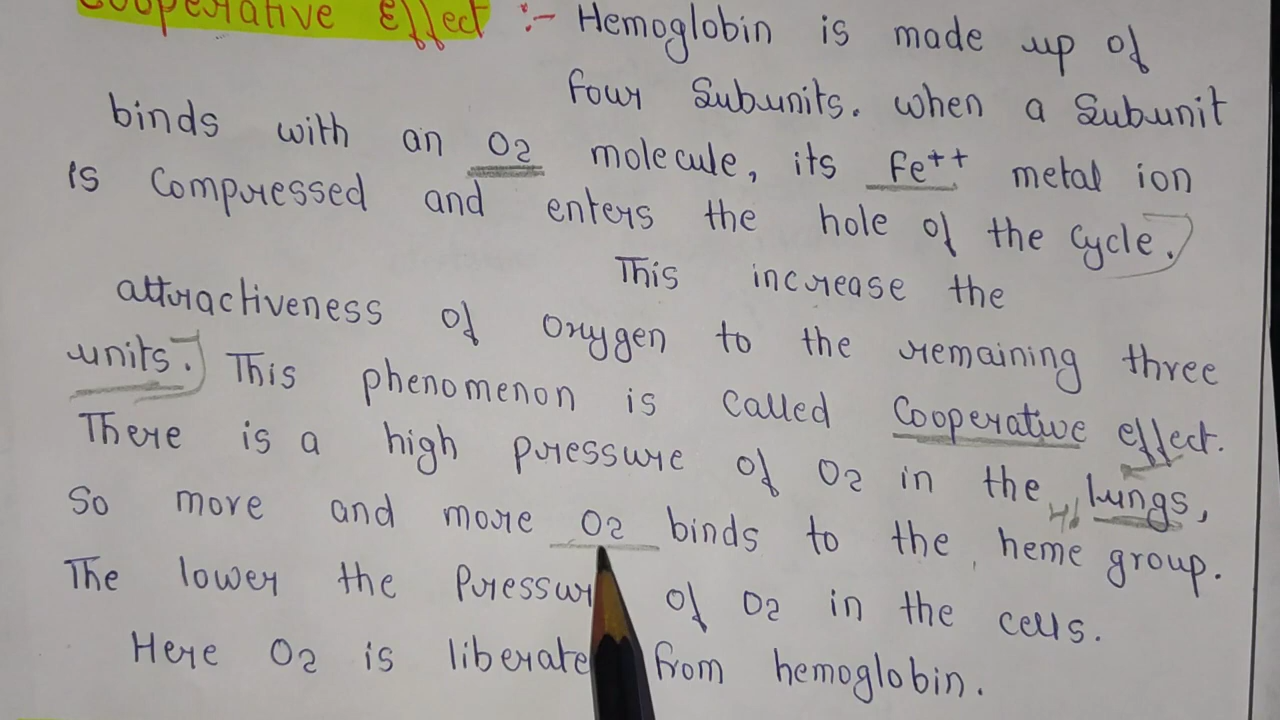 Cooperative Effect :- Hemoglobin is made up of
four Subunits. when a Subunit
binds with an O2 molecule, its Fe++ metal ion
is Compressed and enters the hole of the Cycle.
This increase the
attractiveness of oxygen to the remaining three
units. This phenomenon is called Cooperative effect.
There is a high pressure of O2 in the lungs,
So more and more O2 binds to the heme group.
The lower the Pressure of O2 in the cells.
Here O2 is liberate from hemoglobin.